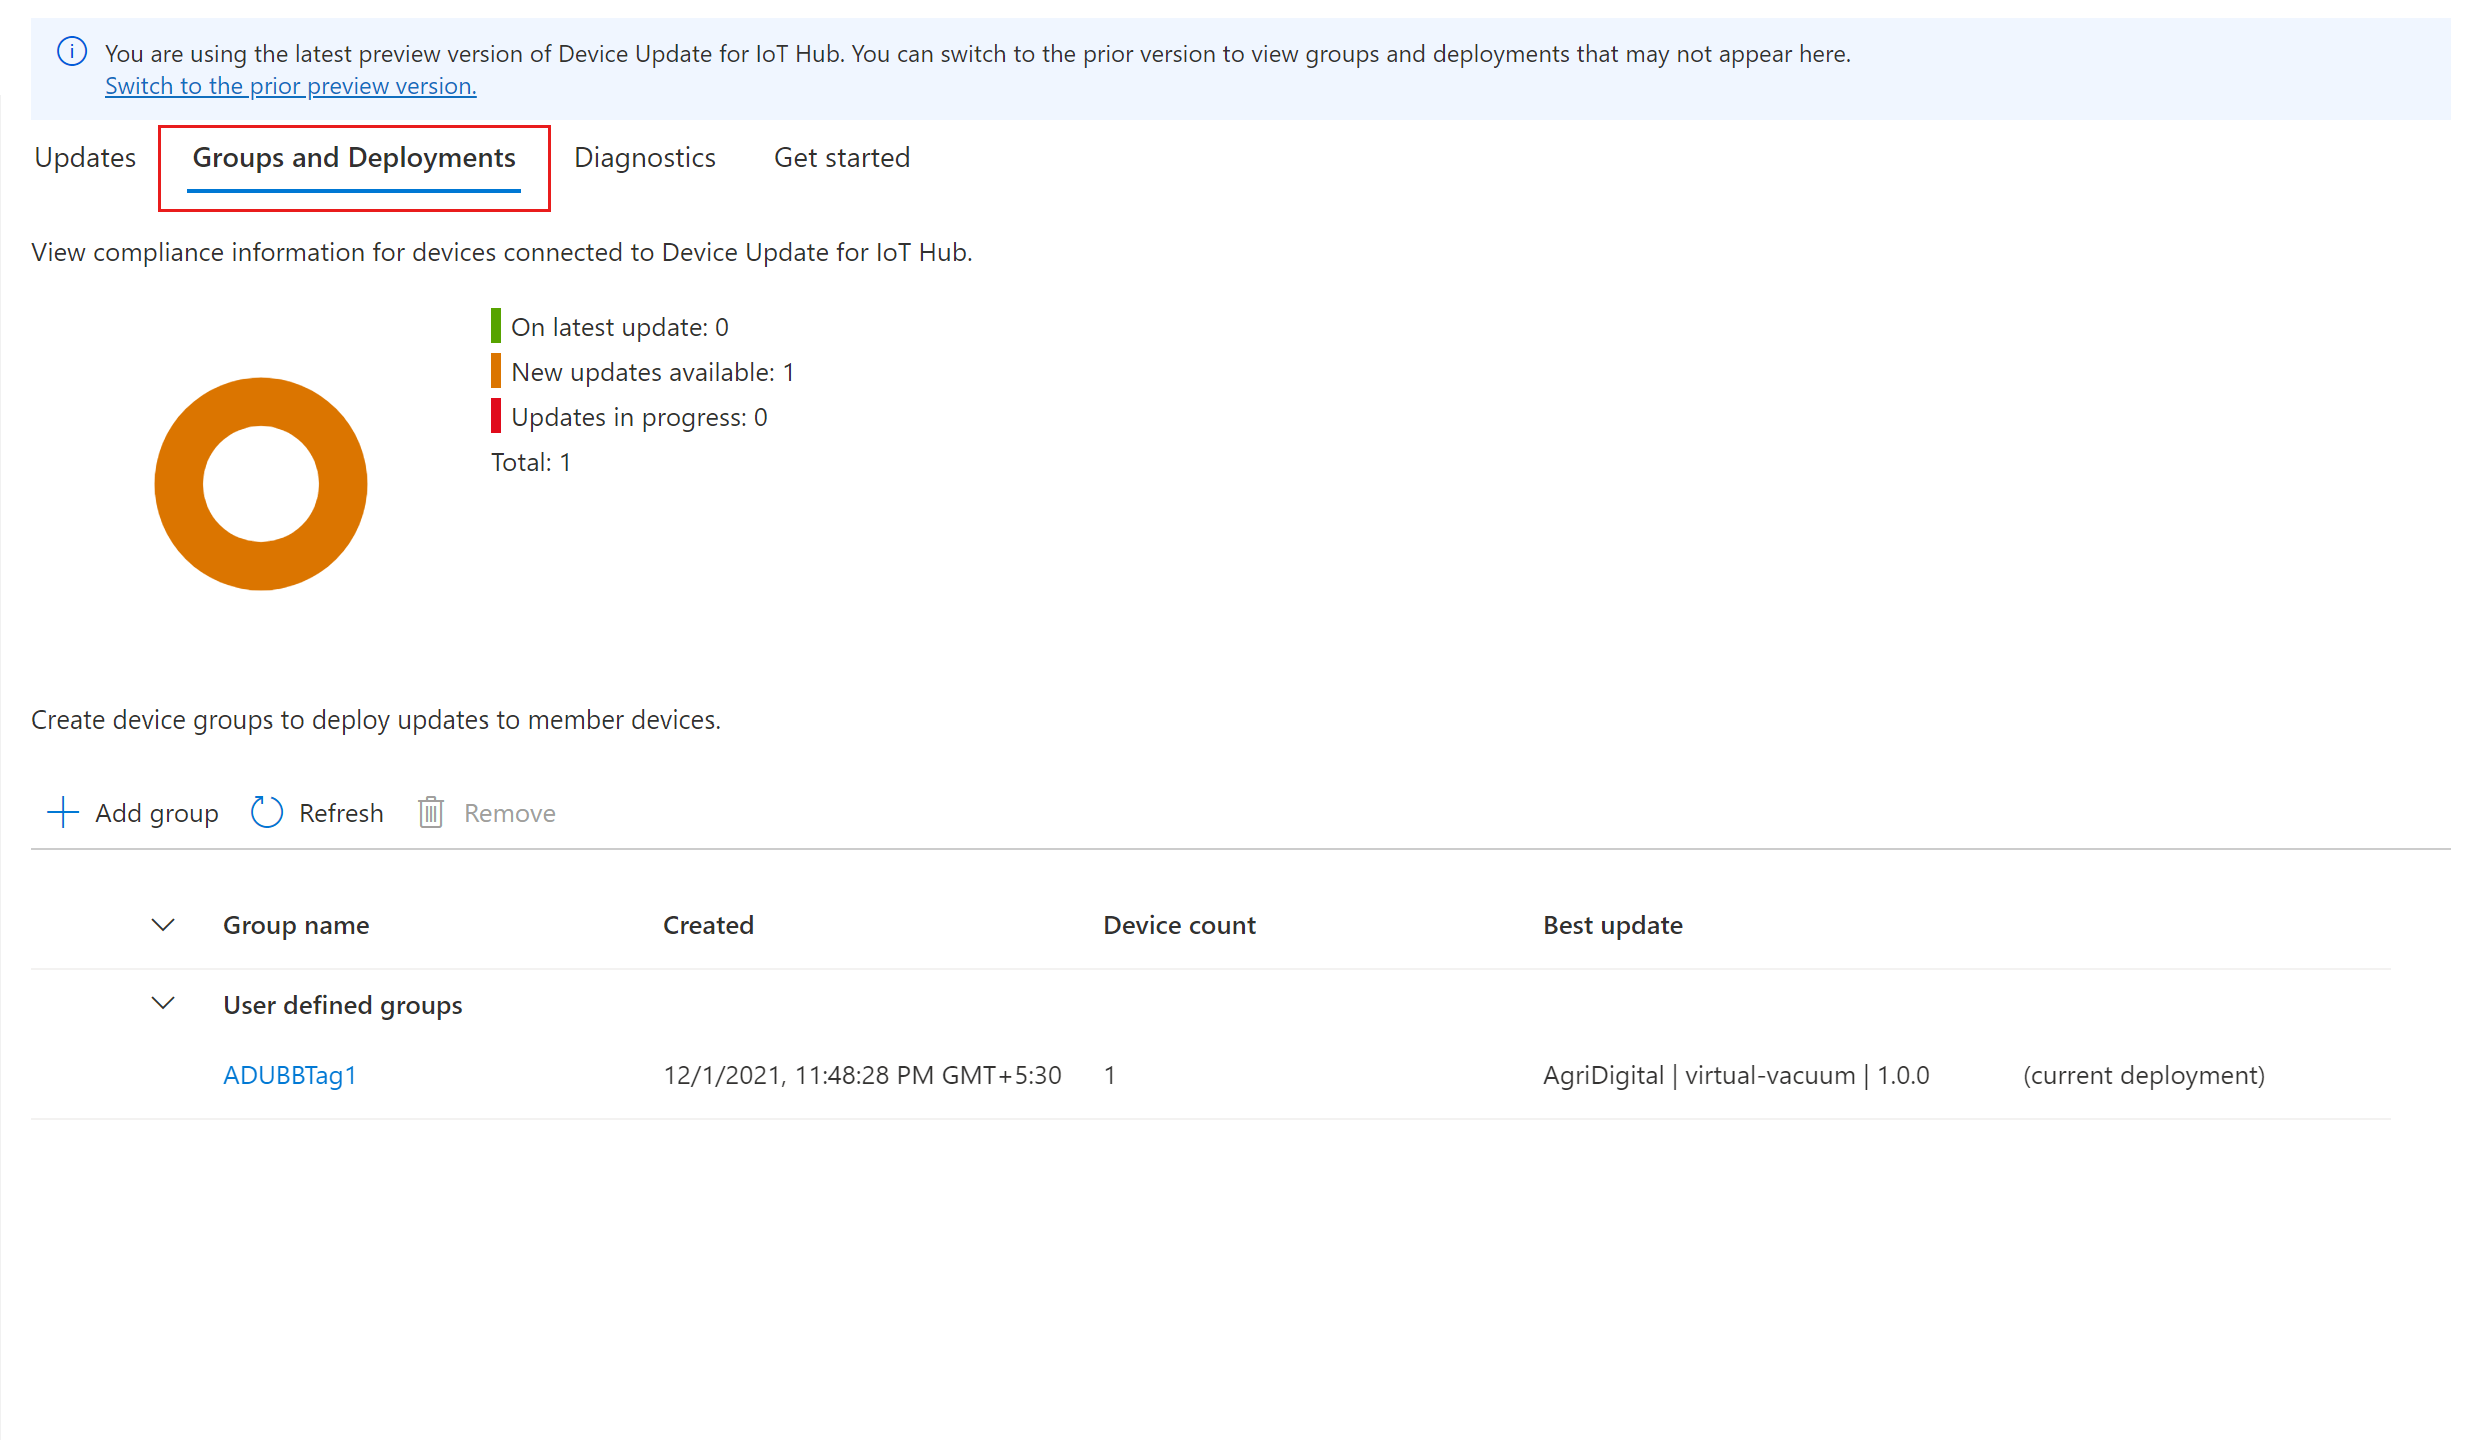 You are using the latest preview version of Device Update for IoT Hub. You can switch to the prior version to view groups and deployments that may not appear here.
Switch to the prior preview version.
Updates Groups and Deployments Diagnostics Get started
View compliance information for devices connected to Device Update for IoT Hub.
On latest update: 0
New updates available: 1
Updates in progress: 0
Total: 1
Create device groups to deploy updates to member devices.
Add group Refresh Remove
Group name Created Device count Best update
User defined groups
ADUBBTag1 12/1/2021, 11:48:28 PM GMT+5:30 1 AgriDigital | virtual-vacuum | 1.0.0 (current deployment)